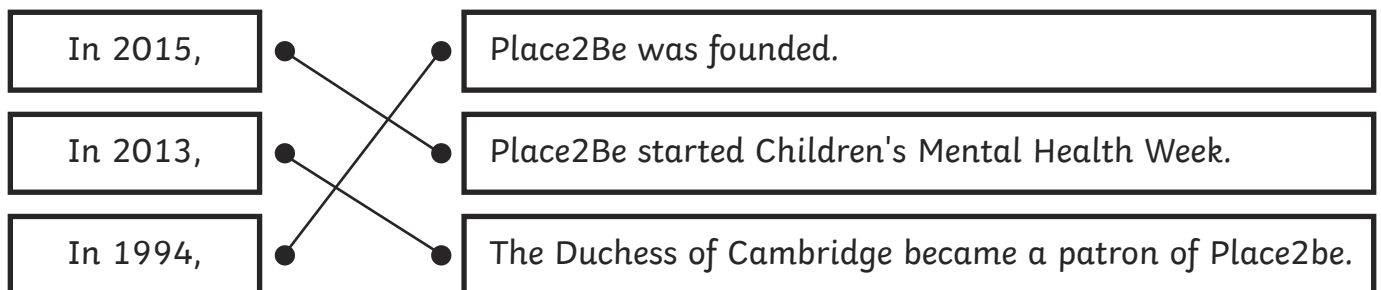 In 2015, Place2Be was founded.
In 2013, Place2Be started Children's Mental Health Week.
In 1994, The Duchess of Cambridge became a patron of Place2be.